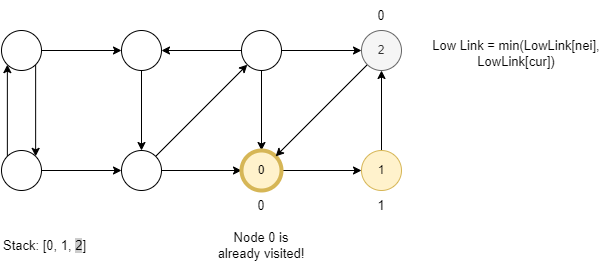 0
2
Low Link = min(LowLink[nei],
LowLink[cur])
0
1
0
1
Node 0 is
already visited!
Stack: [0, 1, 2]